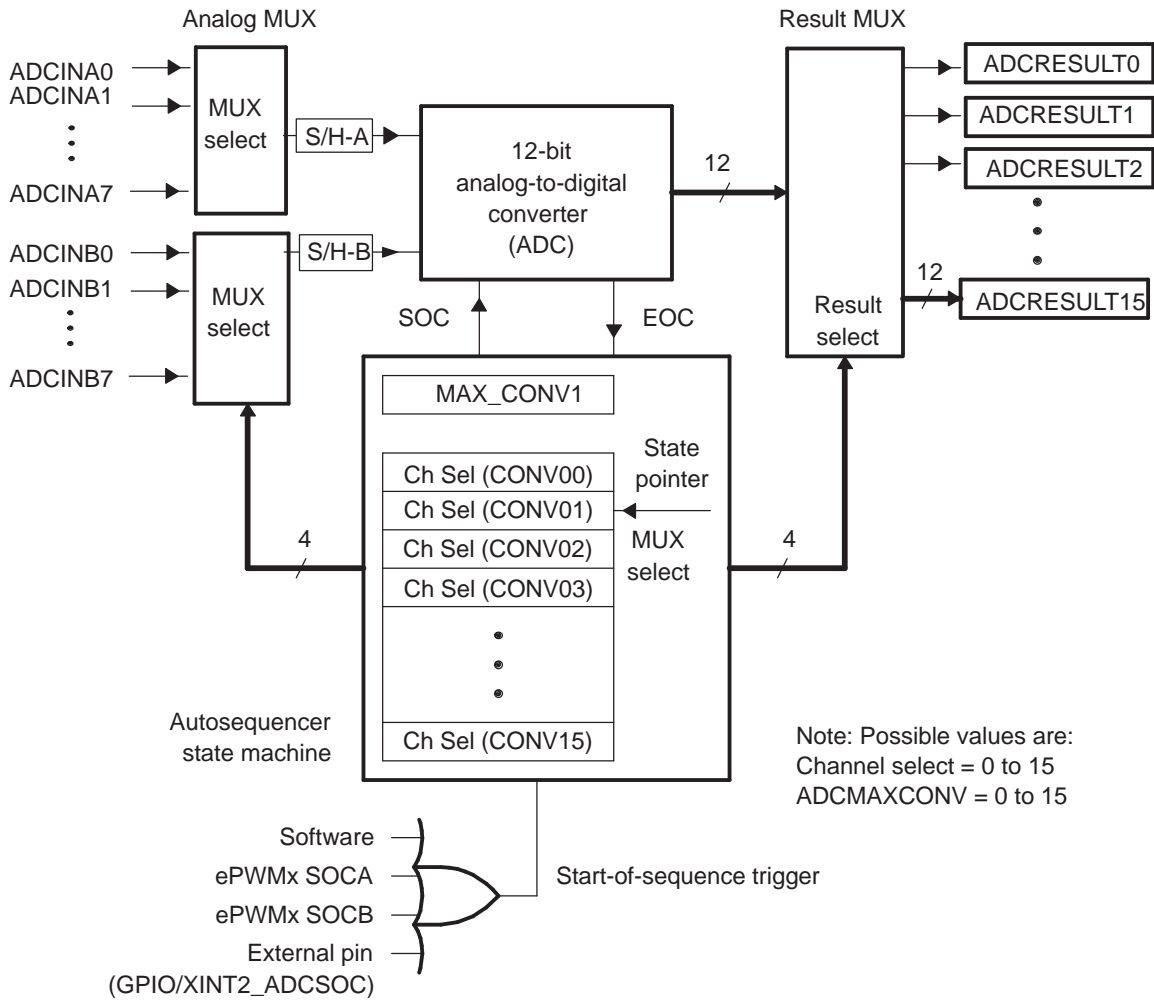 Analog MUX
Result MUX
ADCINA0
ADCINA1
ADCINA7
ADCINB0
ADCINB1
ADCINB7
MUX
select
MUX
select
S/H-A
S/H-B
12-bit
analog-to-digital
converter
(ADC)
SOC
EOC
12
Result
select
ADCRESULT0
ADCRESULT1
ADCRESULT2
12
ADCRESULT15
MAX_CONV1
Ch Sel (CONV00)
Ch Sel (CONV01)
Ch Sel (CONV02)
Ch Sel (CONV03)
Ch Sel (CONV15)
State
pointer
MUX
select
4
4
Autosequencer
state machine
Note: Possible values are:
Channel select = 0 to 15
ADCMAXCONV = 0 to 15
Software
ePWMx SOCA
ePWMx SOCB
External pin
(GPIO/XINT2_ADCSOC)
Start-of-sequence trigger